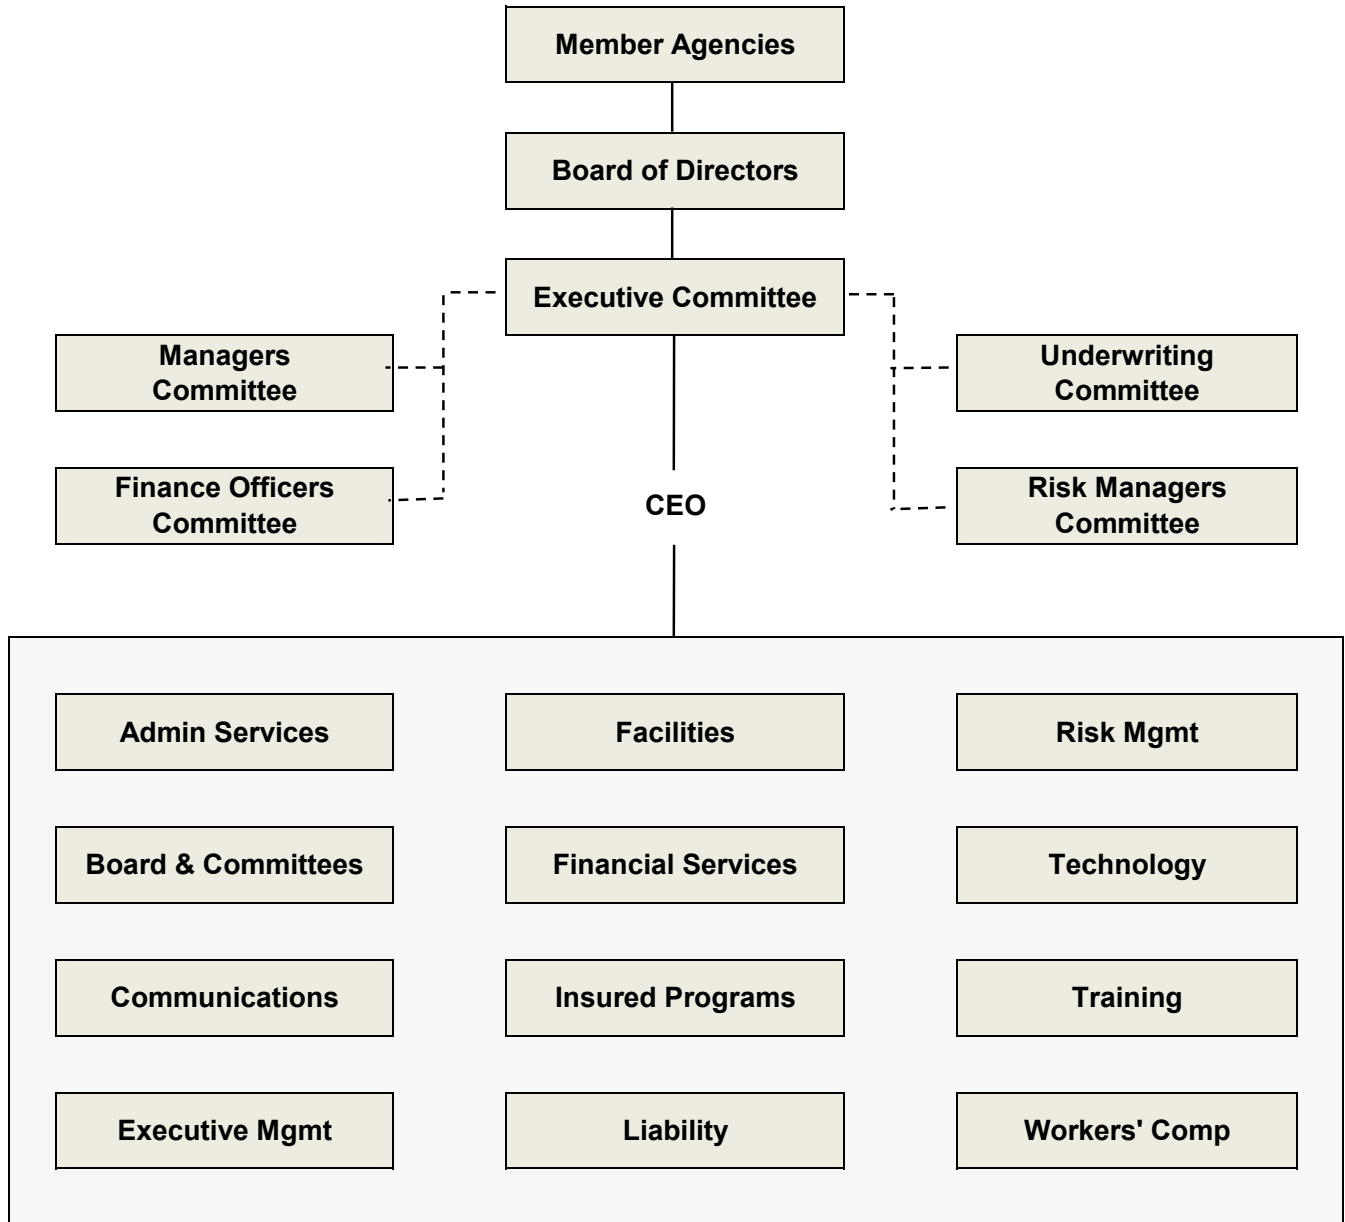 Member Agencies
Board of Directors
Executive Committee
Managers
Committee
Underwriting
Committee
Finance Officers
Committee
CEO
Risk Managers
Committee
Admin Services
Facilities
Risk Mgmt
Board & Committees
Financial Services
Technology
Communications
Insured Programs
Training
Executive Mgmt
Liability
Workers' Comp